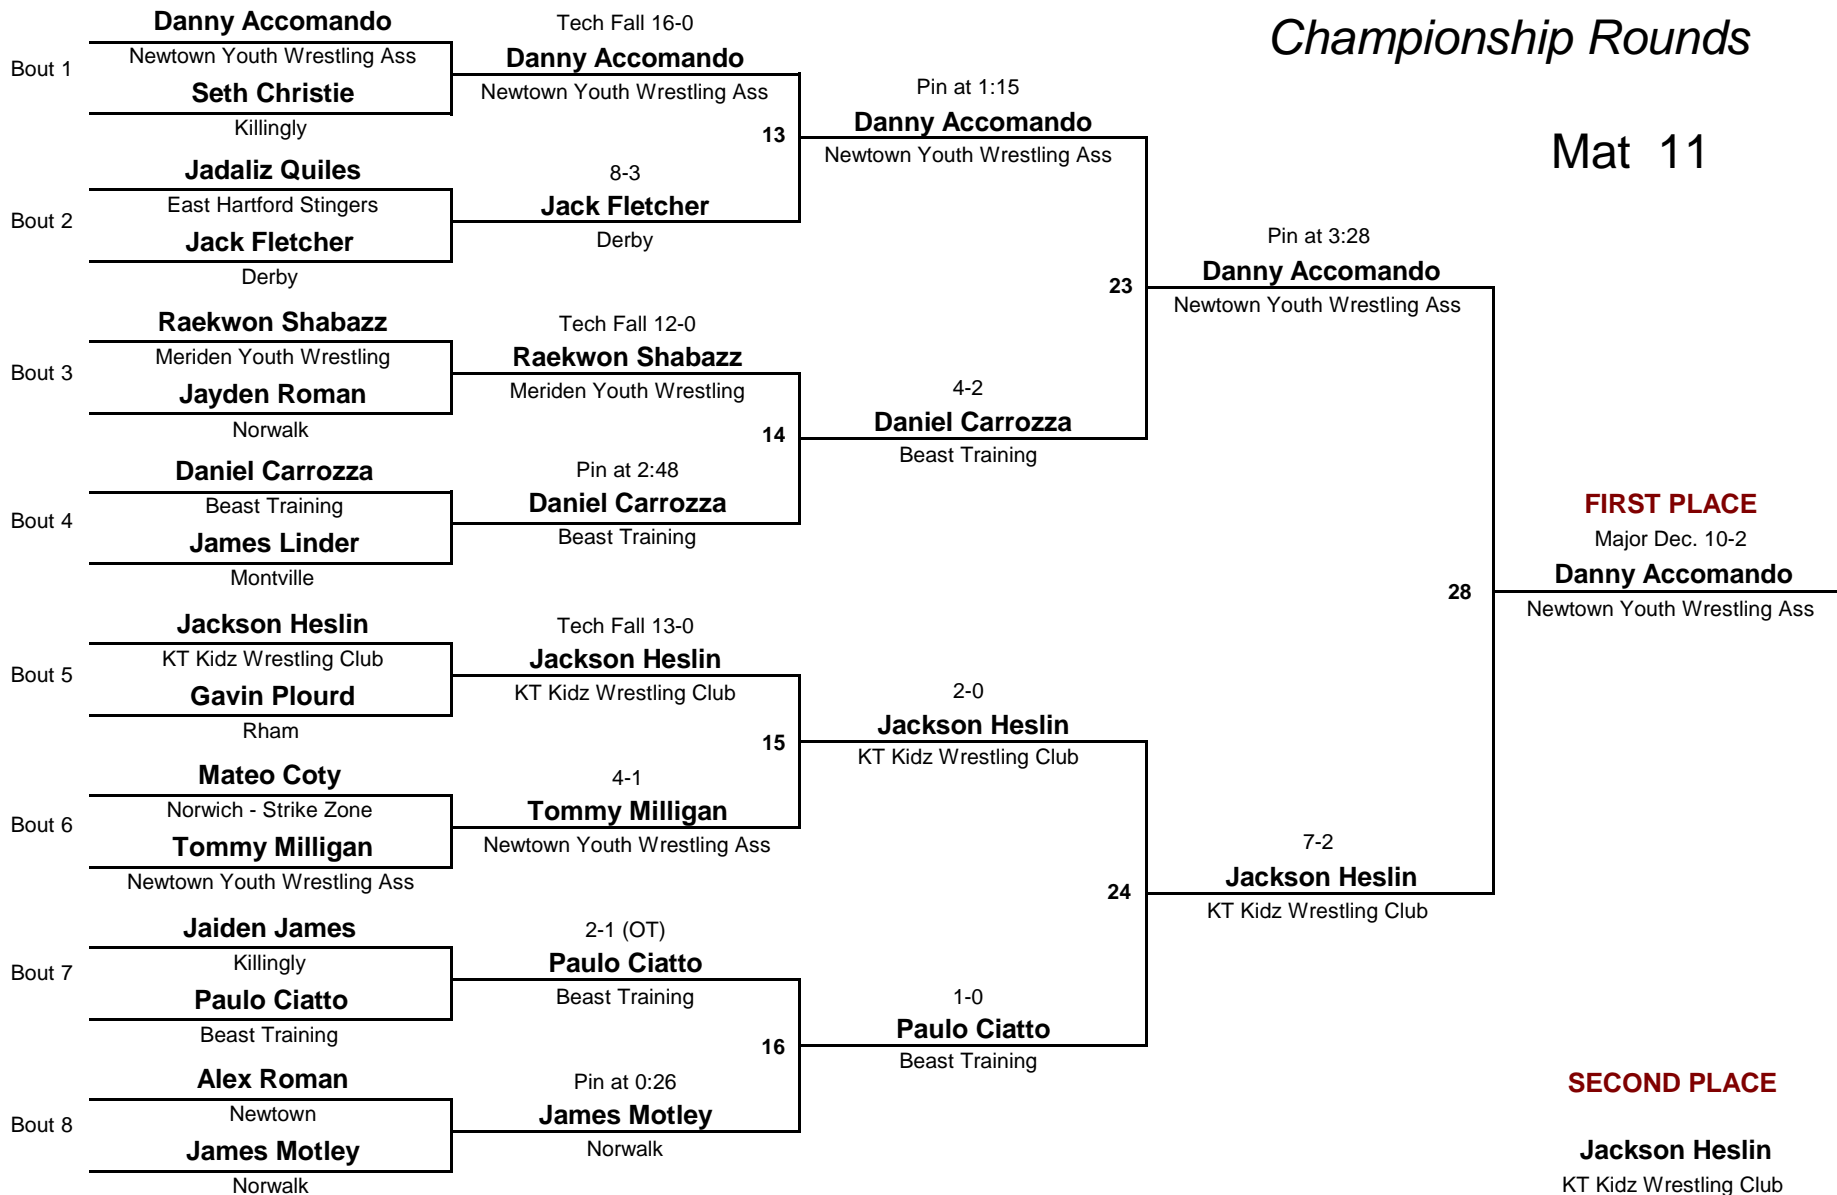 Championship Rounds
Mat 11
Bout 1
Danny Accomando
Newtown Youth Wrestling Ass
Seth Christie
Killingly
Bout 2
Jadaliz Quiles
East Hartford Stingers
Jack Fletcher
Derby
Bout 3
Raekwon Shabazz
Meriden Youth Wrestling
Jayden Roman
Norwalk
Bout 4
Daniel Carrozza
Beast Training
James Linder
Montville
Bout 5
Jackson Heslin
KT Kidz Wrestling Club
Gavin Plourd
Rham
Bout 6
Mateo Coty
Norwich - Strike Zone
Tommy Milligan
Newtown Youth Wrestling Ass
Bout 7
Jaiden James
Killingly
Paulo Ciatto
Beast Training
Bout 8
Alex Roman
Newtown
James Motley
Norwalk
Tech Fall 16-0
Danny Accomando
Newtown Youth Wrestling Ass
13
8-3
Jack Fletcher
Derby
Tech Fall 12-0
Raekwon Shabazz
Meriden Youth Wrestling
14
Pin at 2:48
Daniel Carrozza
Beast Training
Tech Fall 13-0
Jackson Heslin
KT Kidz Wrestling Club
15
4-1
Tommy Milligan
Newtown Youth Wrestling Ass
2-1 (OT)
Paulo Ciatto
Beast Training
16
Pin at 0:26
James Motley
Norwalk
Pin at 1:15
Danny Accomando
Newtown Youth Wrestling Ass
23
4-2
Daniel Carrozza
Beast Training
2-0
Jackson Heslin
KT Kidz Wrestling Club
24
1-0
Paulo Ciatto
Beast Training
Pin at 3:28
Danny Accomando
Newtown Youth Wrestling Ass
28
7-2
Jackson Heslin
KT Kidz Wrestling Club
FIRST PLACE
Major Dec. 10-2
Danny Accomando
Newtown Youth Wrestling Ass
SECOND PLACE
Jackson Heslin
KT Kidz Wrestling Club